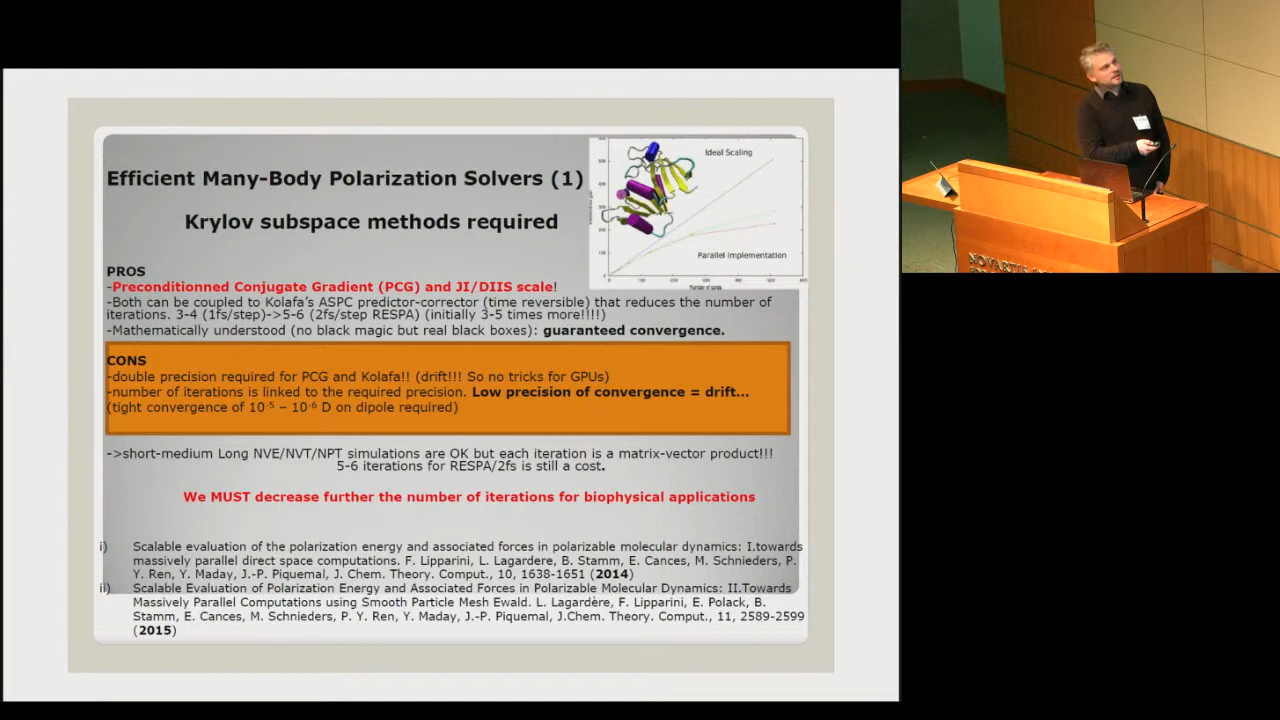 Efficient Many-Body Polarization Solvers (1)
Krylov subspace methods required
Ideal Scaling
Parallel Implementation
Number of cores
PROS
-Preconditionned Conjugate Gradient (PCG) and JI/DIIS scale!
-Both can be coupled to Kolafa's ASPC predictor-corrector (time reversible) that reduces the number of
iterations. 3-4 (1fs/step)->5-6 (2fs/step RESPA) (initially 3-5 times more!!!!)
-Mathematically understood (no black magic but real black boxes): guaranteed convergence.
CONS
-double precision required for PCG and Kolafa!! (drift!!! So no tricks for GPUs)
-number of iterations is linked to the required precision. Low precision of convergence = drift...
(tight convergence of 10-5 – 10-6 D on dipole required)
->short-medium Long NVE/NVT/NPT simulations are OK but each iteration is a matrix-vector product!!!
5-6 iterations for RESPA/2fs is still a cost.
We MUST decrease further the number of iterations for biophysical applications
i) Scalable evaluation of the polarization energy and associated forces in polarizable molecular dynamics: I.towards
massively parallel direct space computations. F. Lipparini, L. Lagardere, B. Stamm, E. Cances, M. Schnieders, P.
Y. Ren, Y. Maday, J.-P. Piquemal, J. Chem. Theory. Comput., 10, 1638-1651 (2014)
ii) Scalable Evaluation of Polarization Energy and Associated Forces in Polarizable Molecular Dynamics: II.Towards
Massively Parallel Computations using Smooth Particle Mesh Ewald. L. Lagardère, F. Lipparini, E. Polack, B.
Stamm, E. Cances, M. Schnieders, P. Y. Ren, Y. Maday, J.-P. Piquemal, J.Chem. Theory. Comput., 11, 2589-2599
(2015)
NOVARTIS